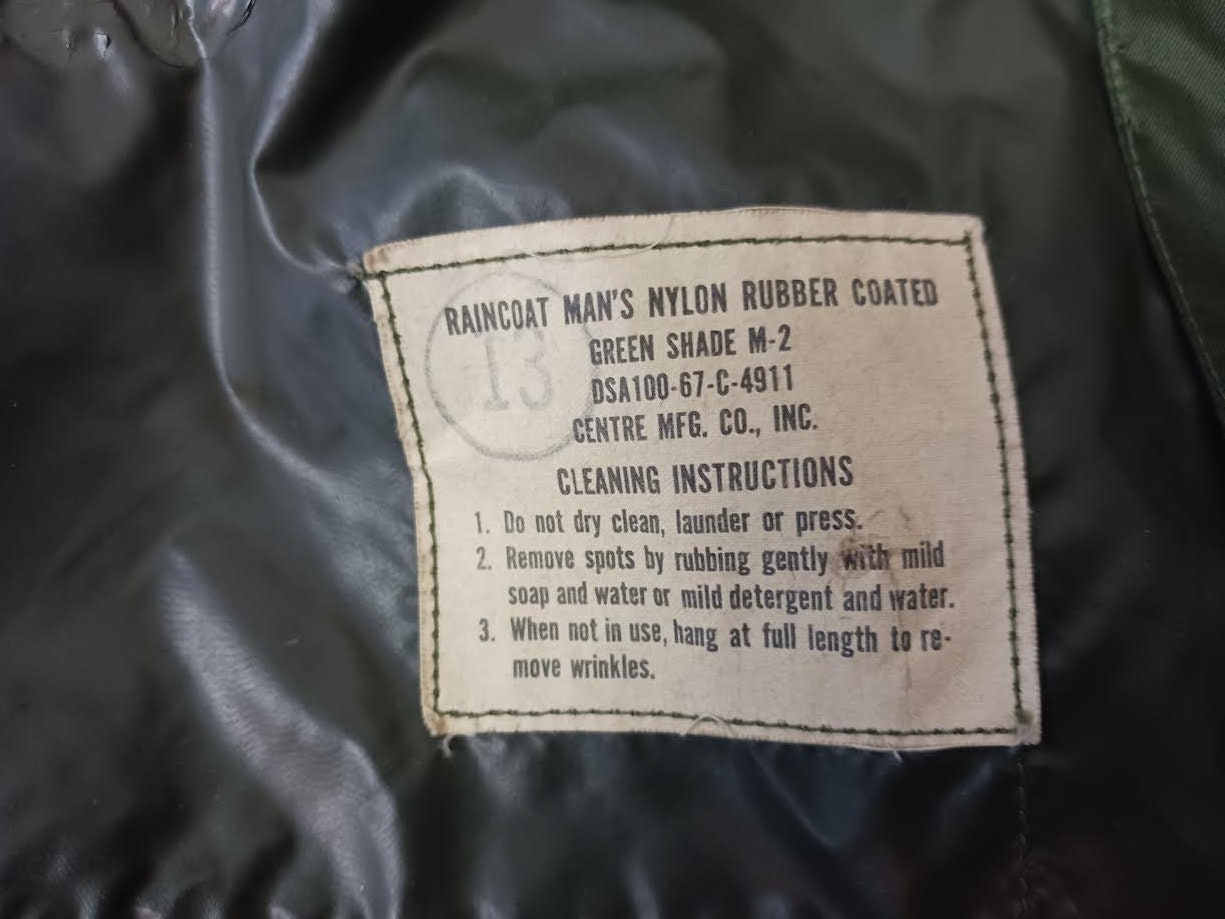 RAINCOAT MAN'S NYLON RUBBER COATED
GREEN SHADE M-2
13
DSA100-67-C-4911
CENTRE MFG. CO., INC.
CLEANING INSTRUCTIONS
1. Do not dry clean, launder or press.
2. Remove spots by rubbing gently with mild
soap and water or mild detergent and water.
3. When not in use, hang at full length to re-
move wrinkles.